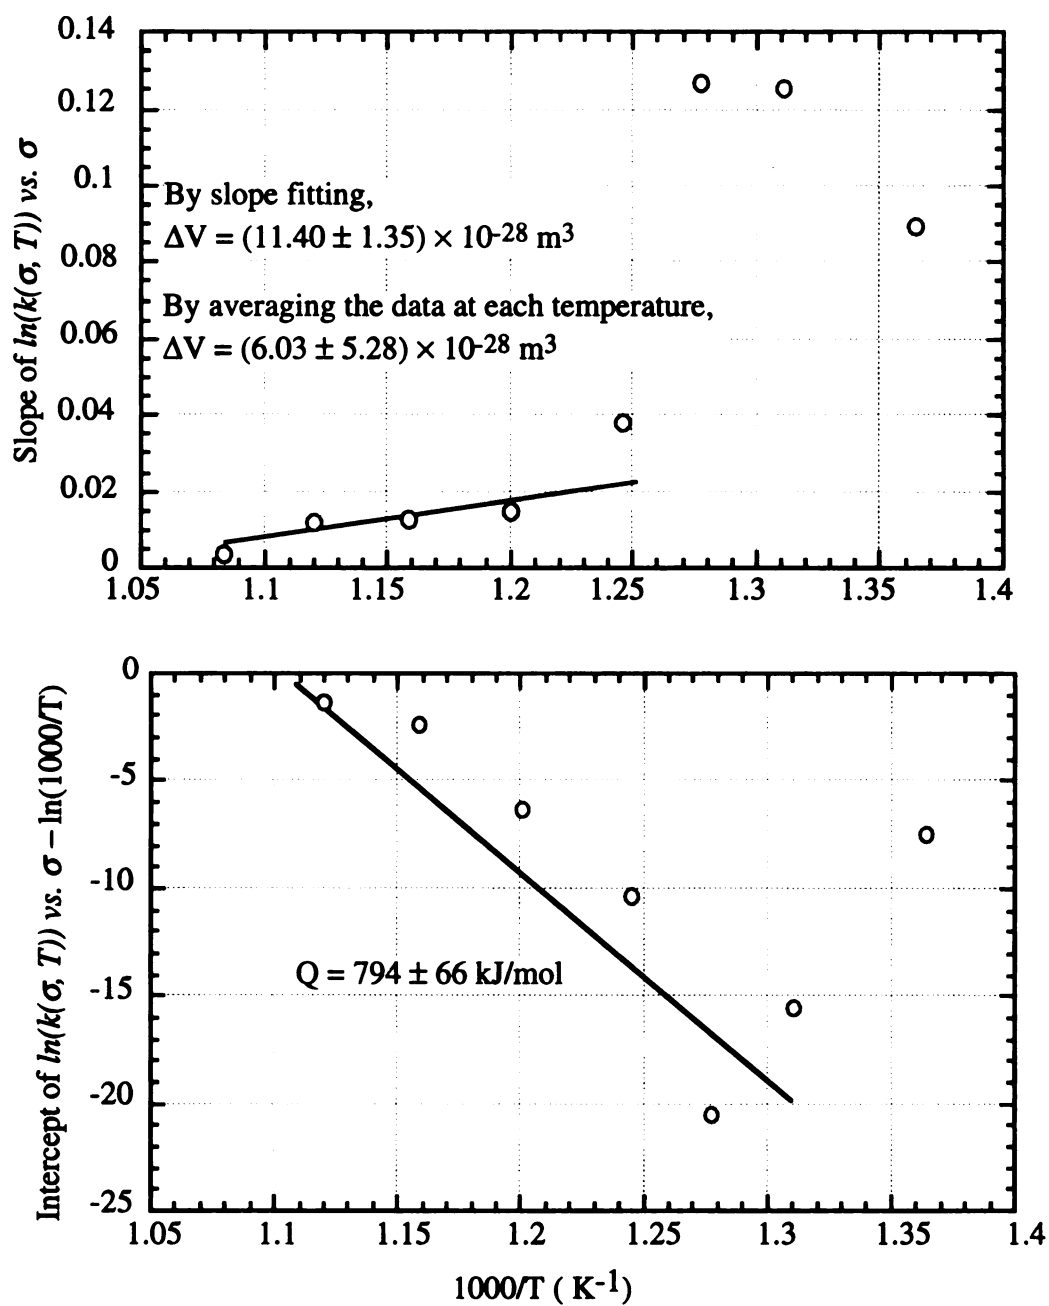 0.14
0.12
0.1
0.08
0.06
0.04
0.02
0
Slope of ln(k(σ, T)) vs. σ
By slope fitting,
ΔV = (11.40 ± 1.35) × 10-28 m3
By averaging the data at each temperature,
ΔV = (6.03 ± 5.28) × 10-28 m3
1.05 1.1 1.15 1.2 1.25 1.3 1.35 1.4
0
-5
-10
-15
-20
-25
Intercept of ln(k(σ, T)) vs. σ – ln(1000/T)
Q = 794 ± 66 kJ/mol
1.05 1.1 1.15 1.2 1.25 1.3 1.35 1.4
1000/T ( K-1)